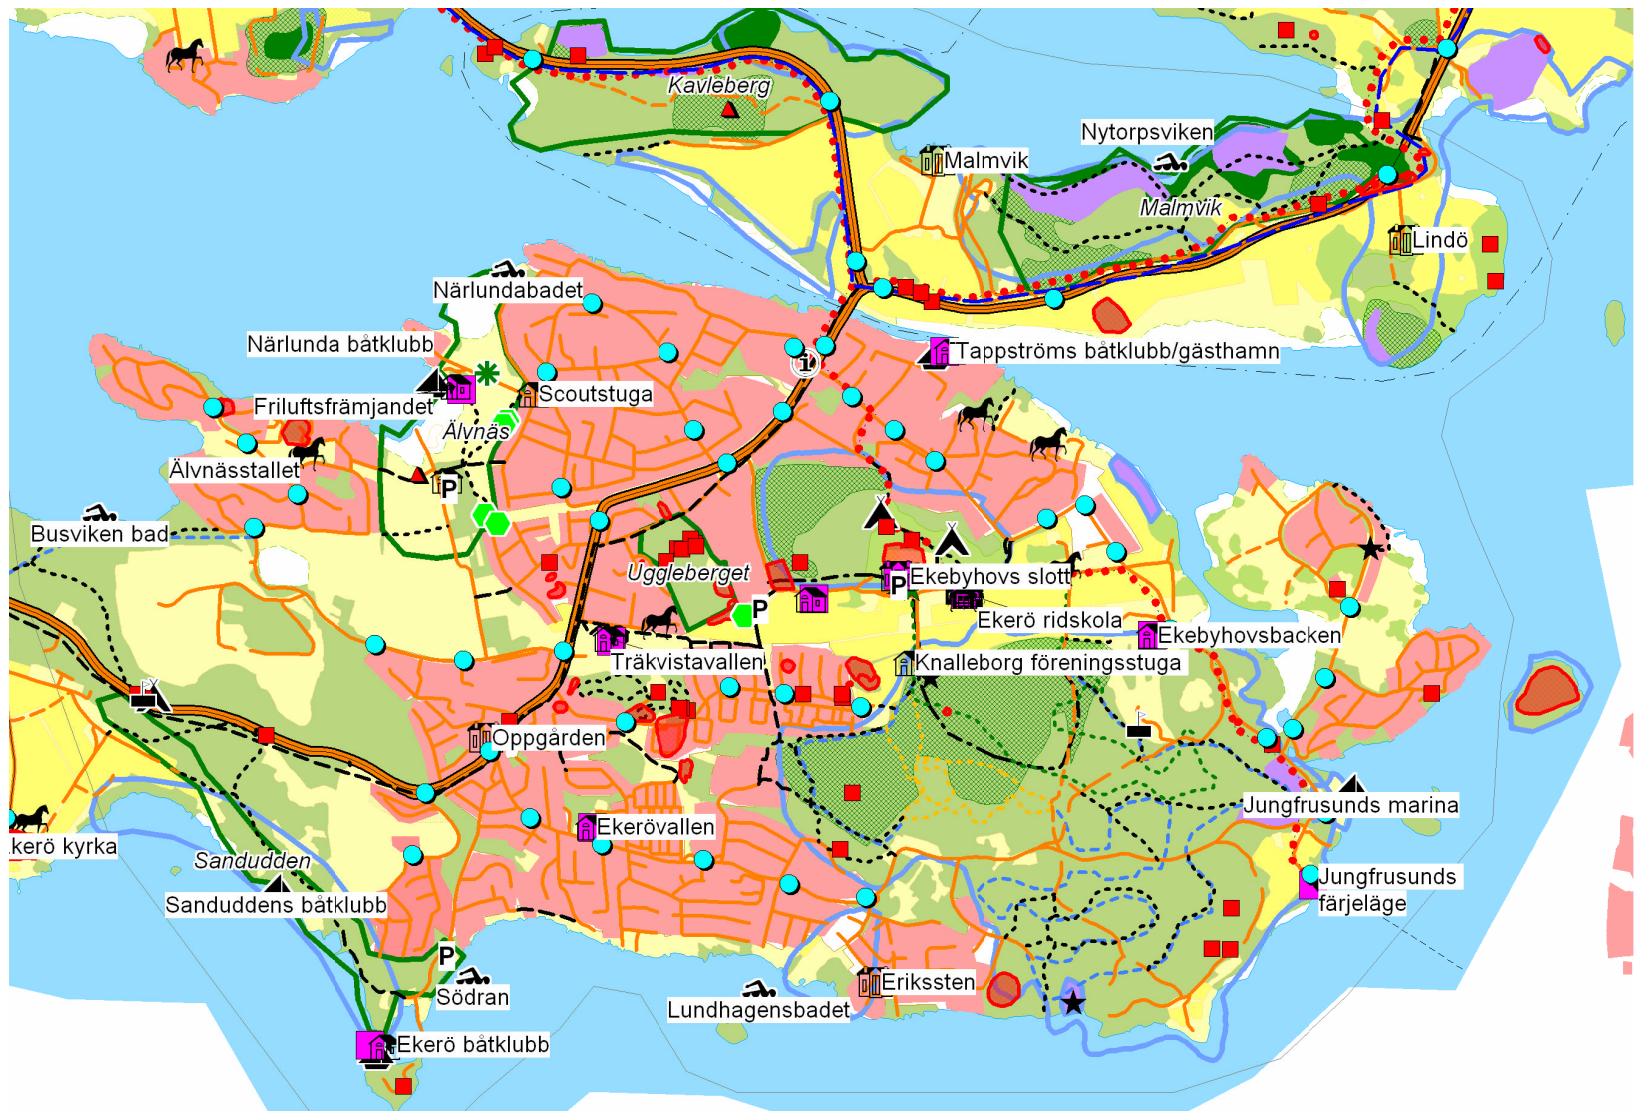 Kavleberg
Nytorpsviken
Malmvik
Malmvik
Lindö
Närlundabadet
Närlunda båtklubb
i
Tappströms båtklubb/gästhamn
Scoutstuga
Friluftsfrämjandet
Älvnäs
Älvnässtallet
P
Busviken bad
Uggleberget
Ekebyhovs slott
P
P
Ekerö ridskola
Ekebyhovsbacken
Träkvistavallen
Knalleborg föreningsstuga
Oppgården
Jungfrusunds marina
Ekerövallen
kerö kyrka
Sandudden
Sanduddens båtklubb
Jungfrusunds
färjeläge
P
Södran
Erikssten
Lundhagensbadet
Ekerö båtklubb